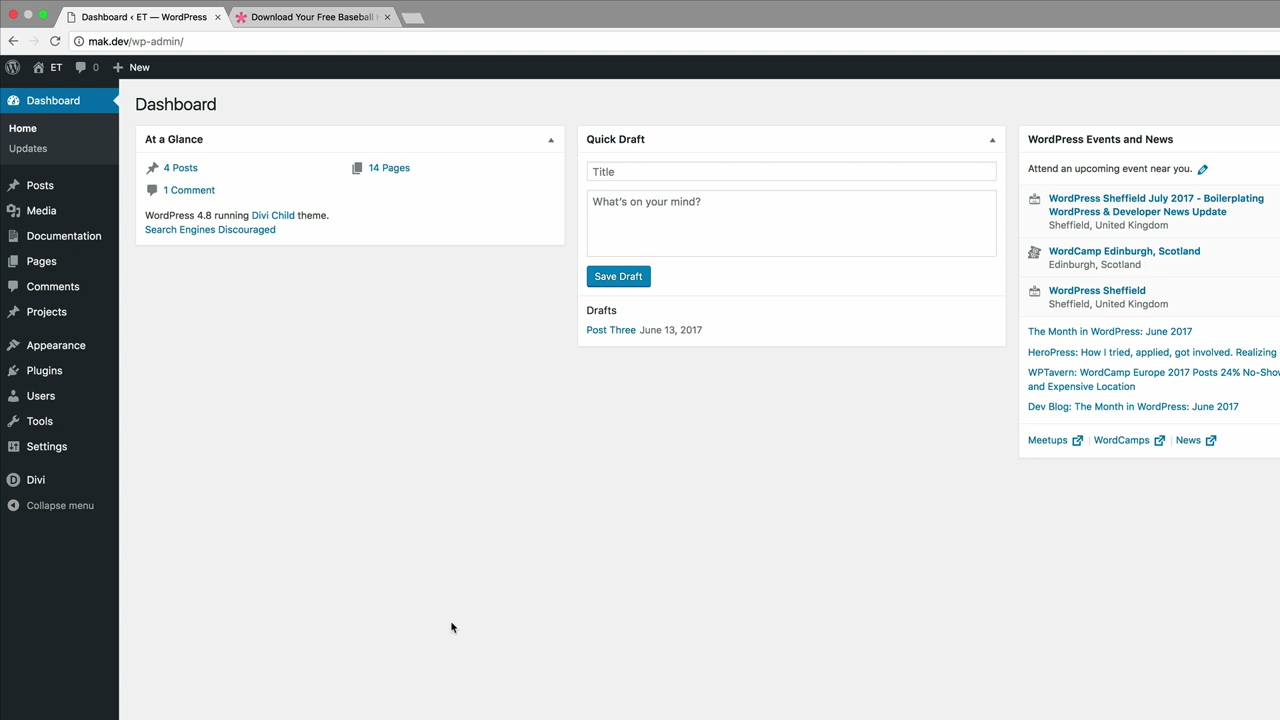 Dashboard ‹ ET — WordPress
Download Your Free Baseball
mak.dev/wp-admin/
ET
0
New
Dashboard
Home
Updates
Posts
Media
Documentation
Pages
Comments
Projects
Appearance
Plugins
Users
Tools
Settings
Divi
Collapse menu
Dashboard
At a Glance
4 Posts
14 Pages
1 Comment
WordPress 4.8 running Divi Child theme.
Search Engines Discouraged
Quick Draft
Title
What's on your mind?
Save Draft
Drafts
Post Three June 13, 2017
WordPress Events and News
Attend an upcoming event near you.
WordPress Sheffield July 2017 - Boilerplating
WordPress & Developer News Update
Sheffield, United Kingdom
WordCamp Edinburgh, Scotland
Edinburgh, Scotland
WordPress Sheffield
Sheffield, United Kingdom
The Month in WordPress: June 2017
HeroPress: How I tried, applied, got involved. Realizing
WPTavern: WordCamp Europe 2017 Posts 24% No-Show
and Expensive Location
Dev Blog: The Month in WordPress: June 2017
Meetups | WordCamps | News